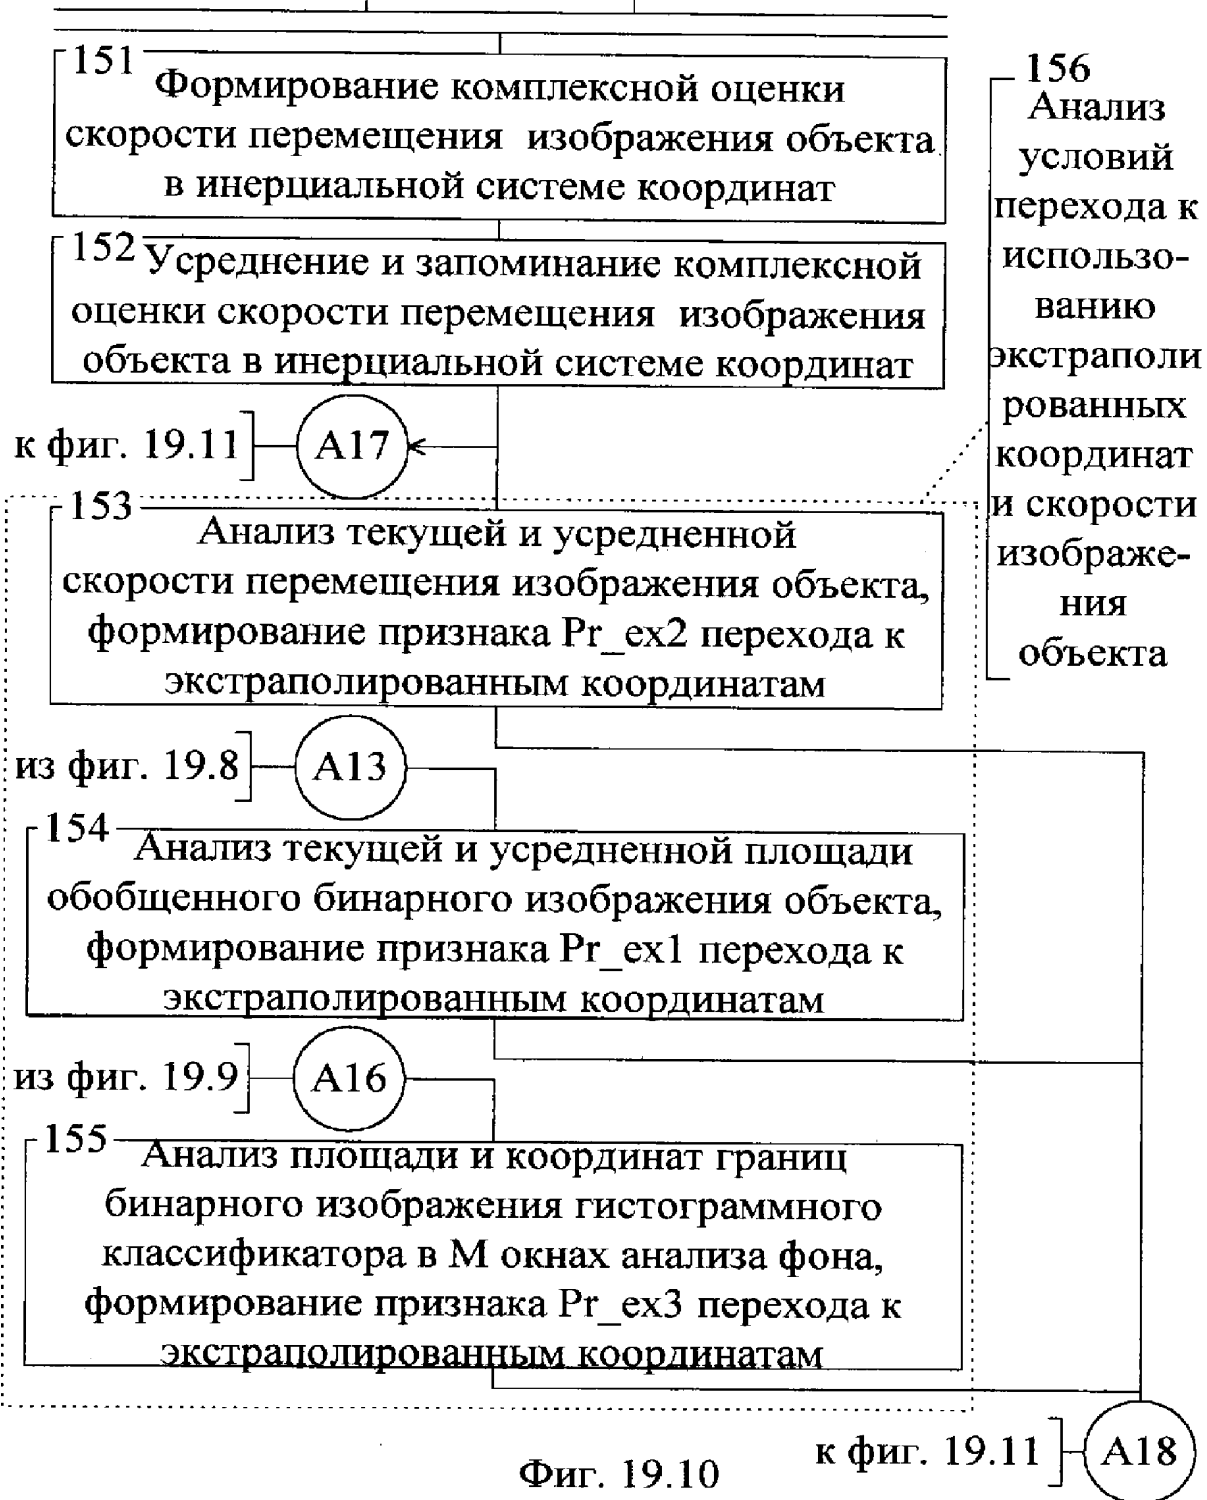 151
Формирование комплексной оценки
скорости перемещения изображения объекта
в инерциальной системе координат
152
Усреднение и запоминание комплексной
оценки скорости перемещения изображения
объекта в инерциальной системе координат
к фиг. 19.11
А17
156
Анализ
условий
перехода к
использо-
ванию
экстраполи
рованных
координат
и скорости
изображе-
ния
объекта
153
Анализ текущей и усредненной
скорости перемещения изображения объекта,
формирование признака Pr_ex2 перехода к
экстраполированным координатам
из фиг. 19.8
А13
154
Анализ текущей и усредненной площади
обобщенного бинарного изображения объекта,
формирование признака Pr_ex1 перехода к
экстраполированным координатам
из фиг. 19.9
А16
155
Анализ площади и координат границ
бинарного изображения гистограммного
классификатора в М окнах анализа фона,
формирование признака Pr_ex3 перехода к
экстраполированным координатам
к фиг. 19.11
А18
Фиг. 19.10